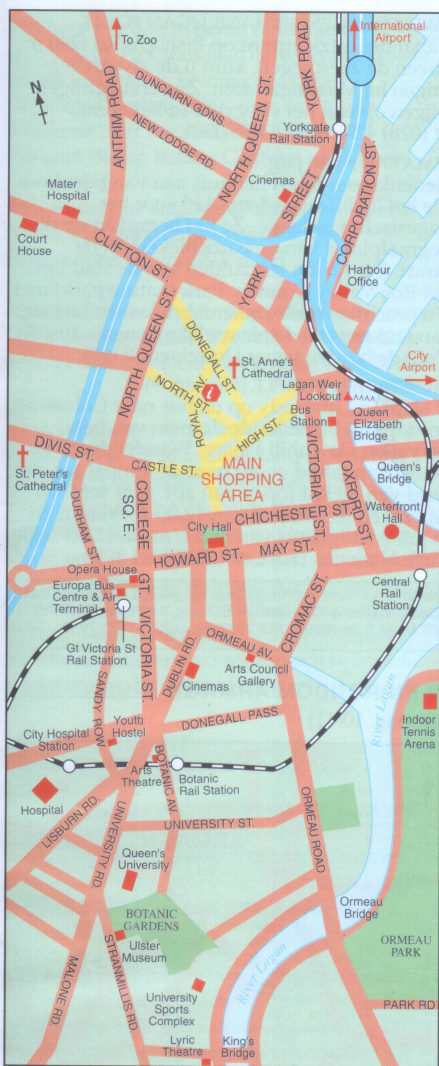 International
Airport
To Zoo
N
ANTRIM ROAD
DUNCAIRN GDNS.
NEW LODGE RD.
NORTH QUEEN ST.
YORK ROAD
Yorkgate
Rail Station
Mater
Hospital
Court
House
Cinemas
YORK STREET
CORPORATION ST.
CLIFTON ST.
Harbour
Office
NORTH QUEEN ST.
DONEGALL ST.
St. Anne's
Cathedral
City
Airport
NORTH ST.
i
ROYAL AV.
Lagan Weir
Lookout
Bus
Station
Queen
Elizabeth
Bridge
HIGH ST.
DIVIS ST.
St. Peter's
Cathedral
CASTLE ST.
MAIN
SHOPPING
AREA
VICTORIA ST.
OXFORD ST.
Queen's
Bridge
DURHAM ST.
COLLEGE SQ. E.
City Hall
CHICHESTER ST.
Waterfront
Hall
HOWARD ST.
MAY ST.
Opera House
Europa Bus
Centre & Air
Terminal
Gt Victoria St
Rail Station
GT. VICTORIA ST.
DUBLIN RD.
CROMAC ST.
Central
Rail
Station
ORMEAU AV.
Arts Council
Gallery
Cinemas
SANDY ROW
River Lagan
Indoor
Tennis
Arena
City Hospital
Station
Youth
Hostel
DONEGALL PASS
Arts
Theatre
BOTANIC AV.
Botanic
Rail Station
Hospital
LISBURN RD.
UNIVERSITY RD.
UNIVERSITY ST.
ORMEAU ROAD
Queen's
University
BOTANIC
GARDENS
Ulster
Museum
Ormeau
Bridge
ORMEAU
PARK
MALONE RD.
STRANMILLIS RD.
University
Sports
Complex
River Lagan
PARK RD.
Lyric
Theatre
King's
Bridge